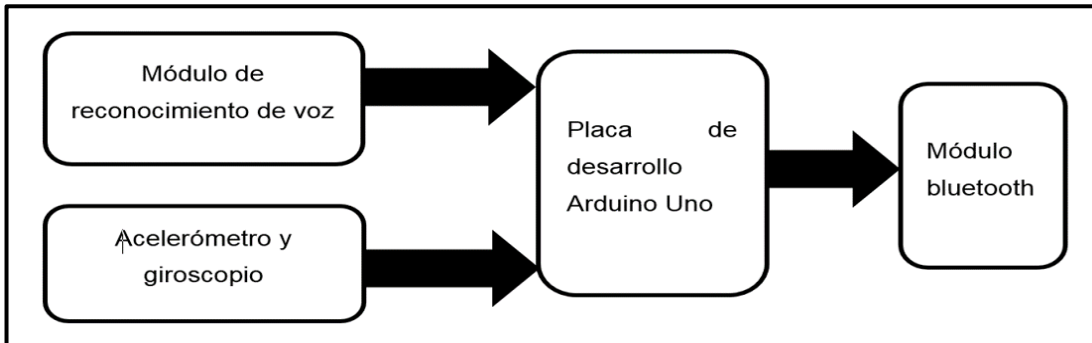 Módulo de
reconocimiento de voz
Acelerómetro y
giroscopio
Placa de
desarrollo
Arduino Uno
Módulo
bluetooth